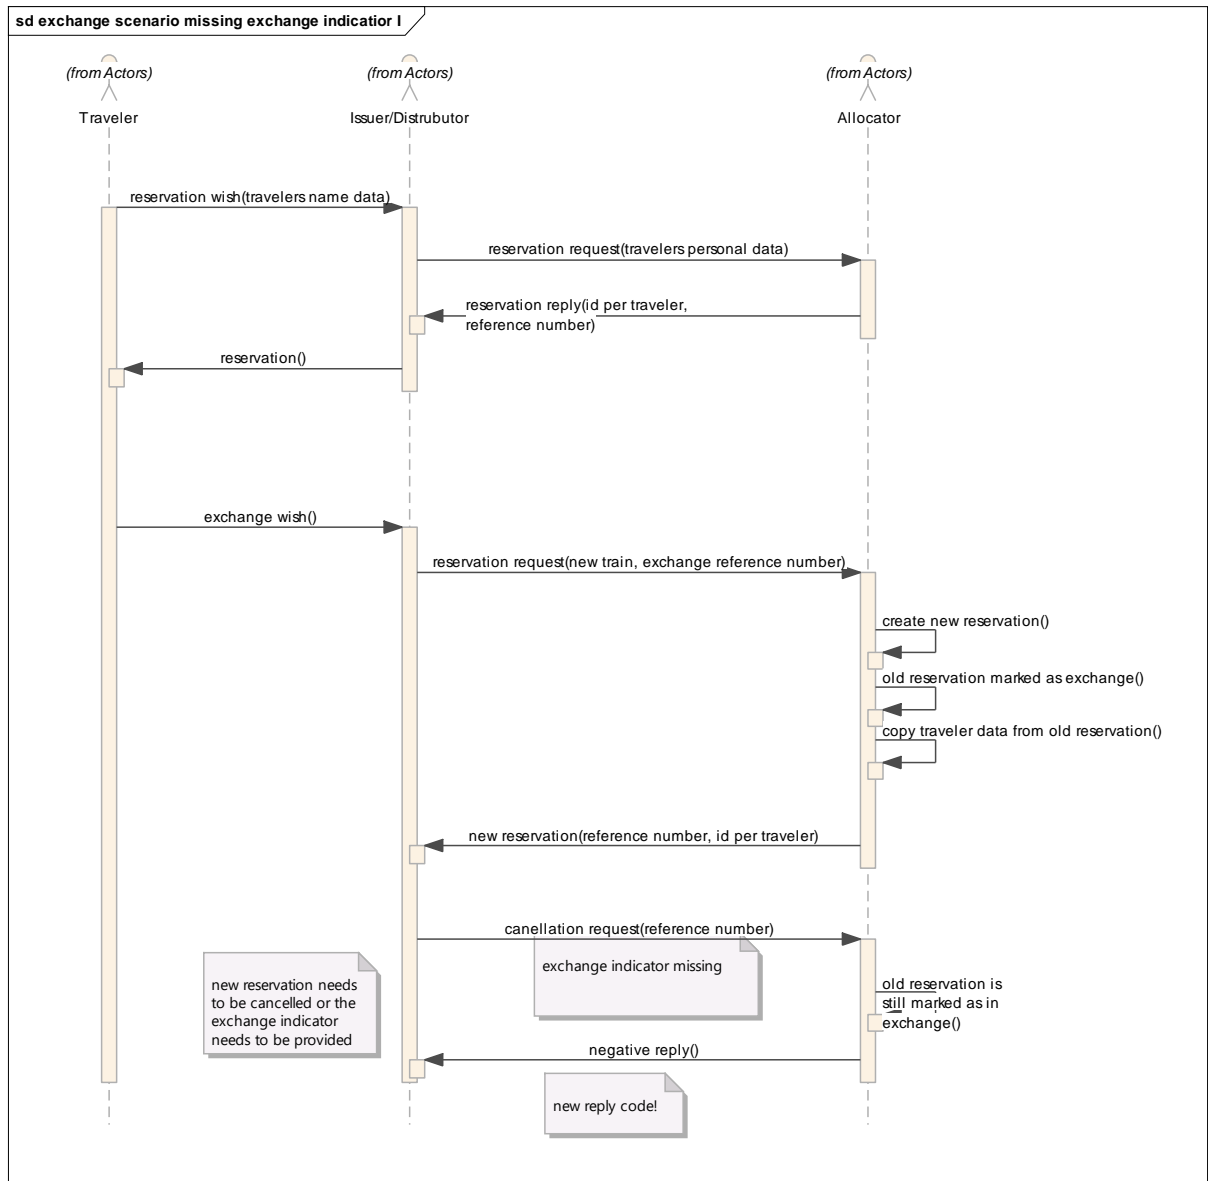 sd exchange scenario missing exchange indicatior I
(from Actors)
(from Actors)
(from Actors)
Traveler
Issuer/Distrubutor
Allocator
reservation wish(travelers name data)
reservation request(travelers personal data)
reservation reply(id per traveler,
reference number)
reservation()
exchange wish()
reservation request(new train, exchange reference number)
create new reservation()
old reservation marked as exchange()
copy traveler data from old reservation()
new reservation(reference number, id per traveler)
canellation request(reference number)
exchange indicator missing
new reservation needs
to be cancelled or the
exchange indicator
needs to be provided
old reservation is
still marked as in
exchange()
negative reply()
new reply code!